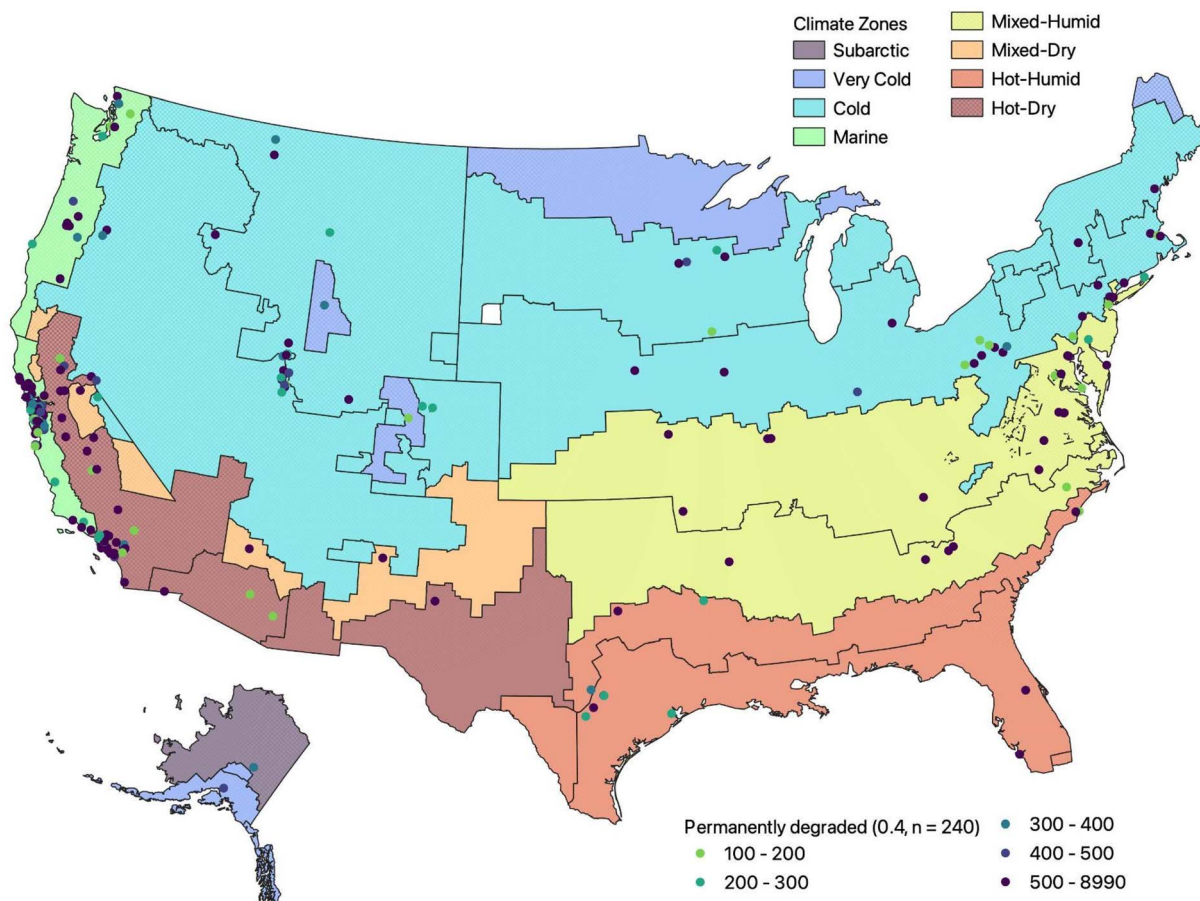 Climate Zones
Subarctic
Very Cold
Cold
Marine
Mixed-Humid
Mixed-Dry
Hot-Humid
Hot-Dry
Permanently degraded (0.4, n = 240)
100 - 200
200 - 300
300 - 400
400 - 500
500 - 8990